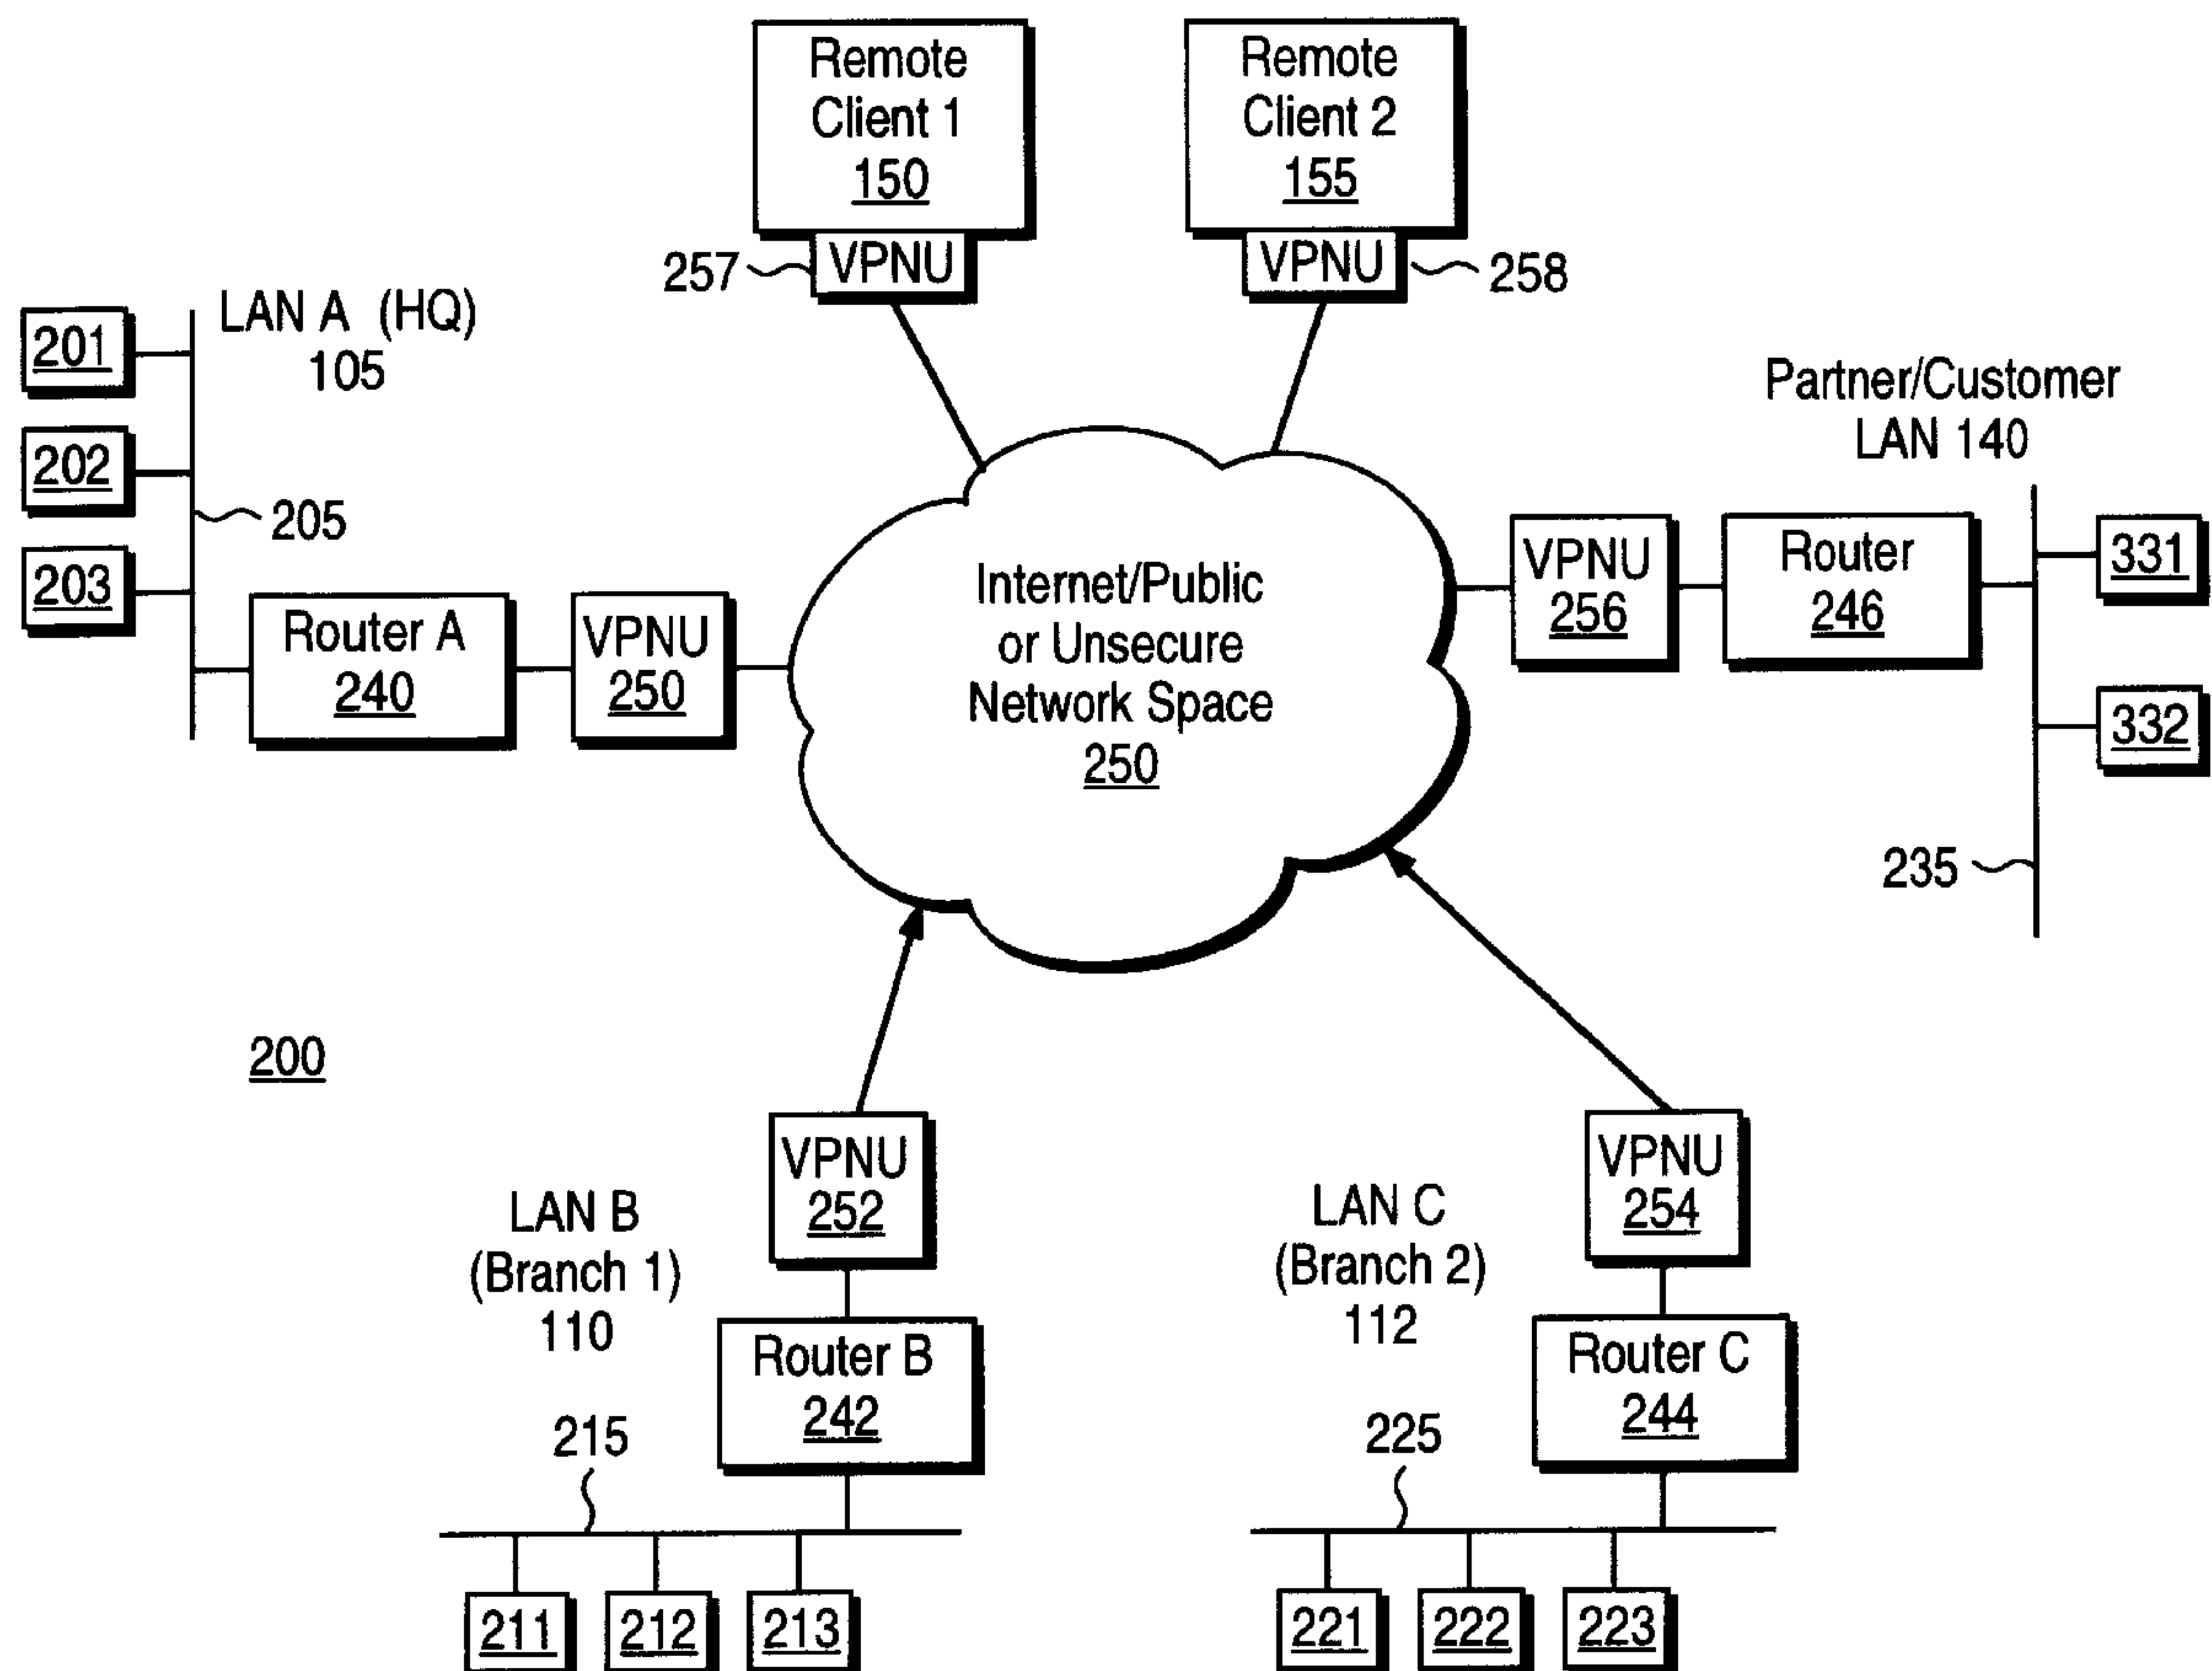 Remote
Client 1
150
VPNU
257
Remote
Client 2
155
VPNU
258
LAN A (HQ)
105
201
202
203
205
Router A
240
VPNU
250
Internet/Public
or Unsecure
Network Space
250
Partner/Customer
LAN 140
VPNU
256
Router
246
331
332
235
200
VPNU
252
LAN B
(Branch 1)
110
Router B
242
215
211
212
213
VPNU
254
LAN C
(Branch 2)
112
Router C
244
225
221
222
223